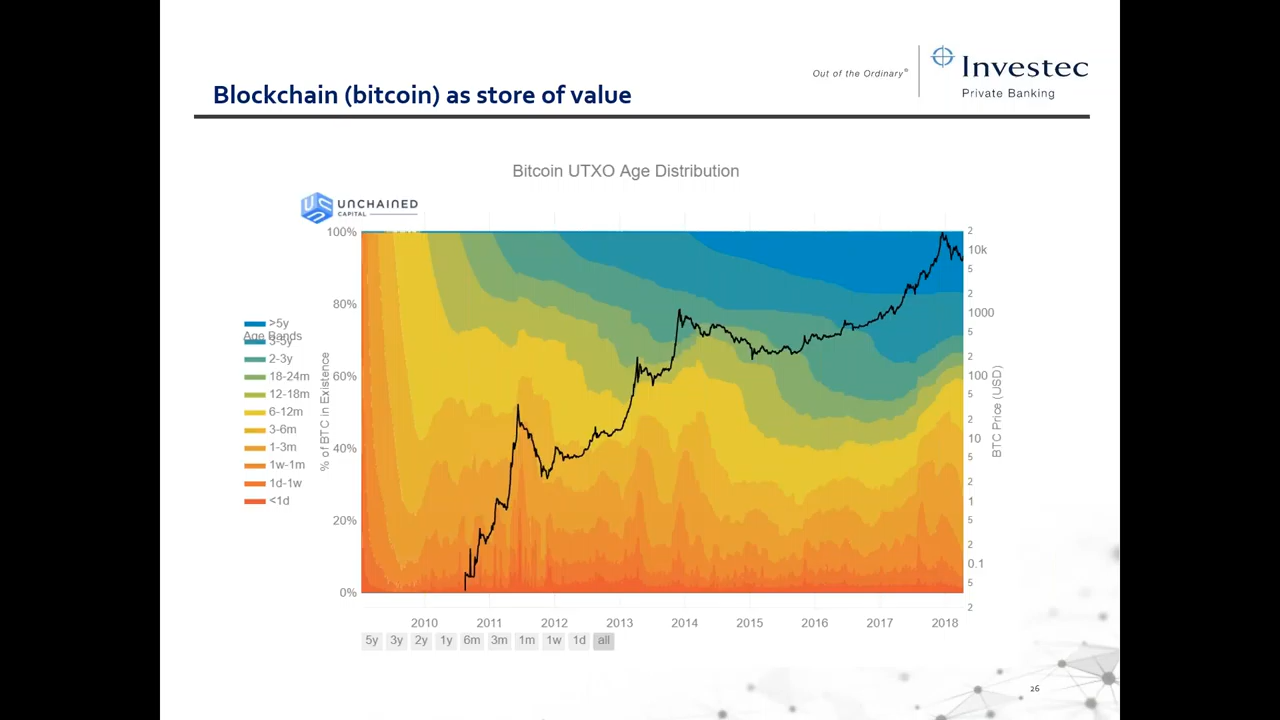 Out of the Ordinary®
Investec
Private Banking
Blockchain (bitcoin) as store of value
Bitcoin UTXO Age Distribution
UNCHAINED
CAPITAL
100%
80%
60%
40%
20%
0%
% of BTC in Existence
Age Bands
>5y
3-5y
2-3y
18-24m
12-18m
6-12m
3-6m
1-3m
1w-1m
1d-1w
<1d
2
10k
5
2
1000
5
2
100
5
2
10
5
2
1
5
2
0.1
5
2
BTC Price (USD)
2010 2011 2012 2013 2014 2015 2016 2017 2018
5y 3y 2y 1y 6m 3m 1m 1w 1d all
26